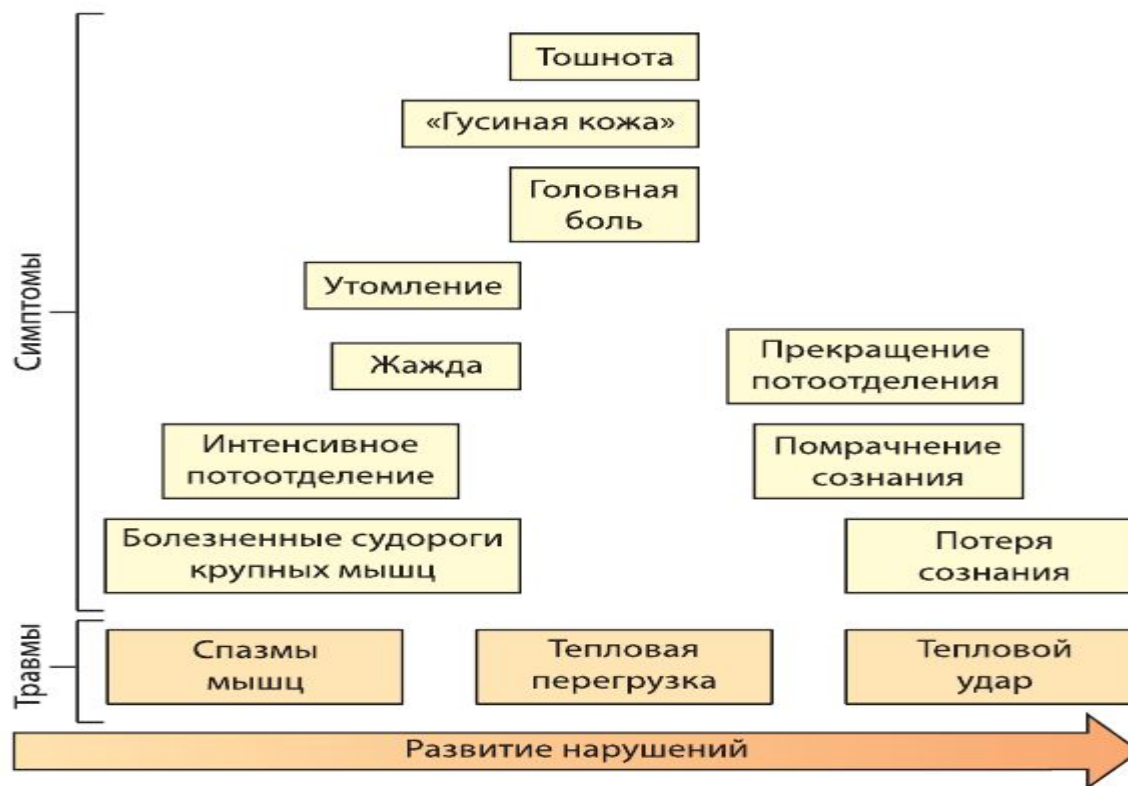 Тошнота
«Гусиная кожа»
Головная
боль
Утомление
Жажда
Прекращение
потоотделения
Интенсивное
потоотделение
Помрачнение
сознания
Болезненные судороги
крупных мышц
Потеря
сознания
Симптомы
Спазмы
мышц
Тепловая
перегрузка
Тепловой
удар
Травмы
Развитие нарушений